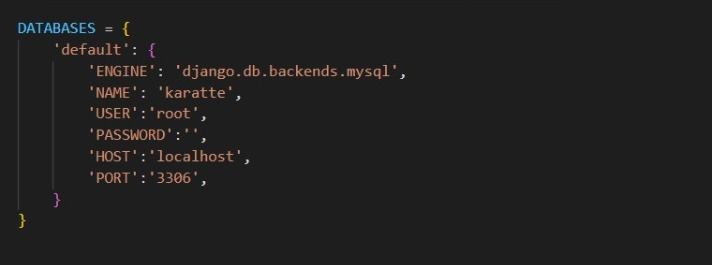 DATABASES = {
    'default': {
        'ENGINE': 'django.db.backends.mysql',
        'NAME': 'karatte',
        'USER':'root',
        'PASSWORD':'',
        'HOST':'localhost',
        'PORT':'3306',
    }
}